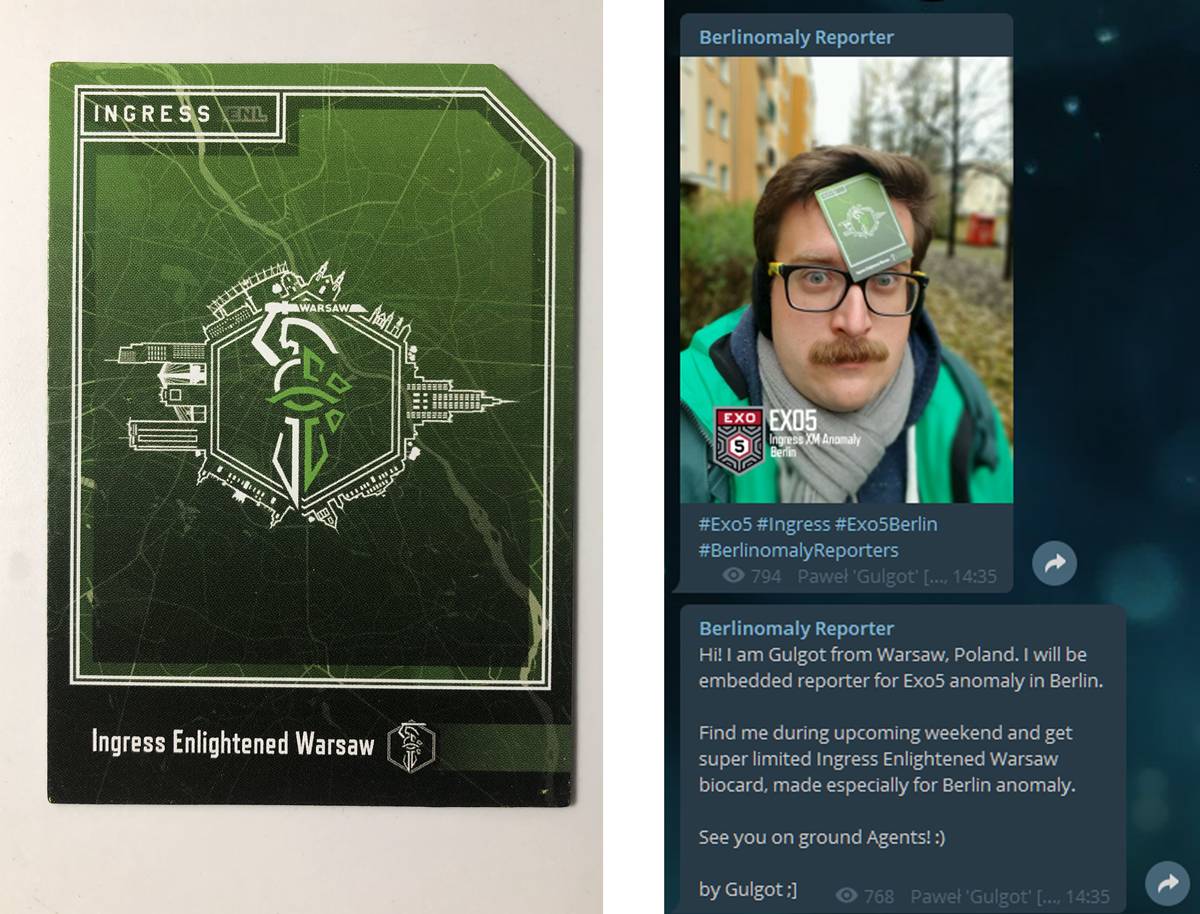 INGRESS ENL
WARSAW
Ingress Enlightened Warsaw
Berlinomaly Reporter
EXO
5
EXO5
Ingress XM Anomaly
Berlin
#Exo5 #Ingress #Exo5Berlin
#BerlinomalyReporters
794 Paweł 'Gulgot' [..., 14:35
Berlinomaly Reporter
Hi! I am Gulgot from Warsaw, Poland. I will be
embedded reporter for Exo5 anomaly in Berlin.
Find me during upcoming weekend and get
super limited Ingress Enlightened Warsaw
biocard, made especially for Berlin anomaly.
See you on ground Agents! :)
by Gulgot ;]
768 Paweł 'Gulgot' [..., 14:35